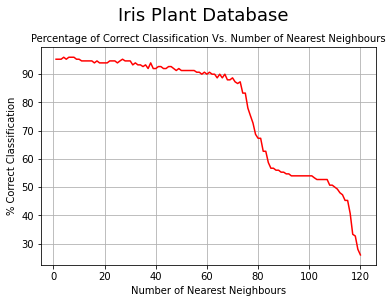 Iris Plant Database
Percentage of Correct Classification Vs. Number of Nearest Neighbours
% Correct Classification
90
80
70
60
50
40
30
0 20 40 60 80 100 120
Number of Nearest Neighbours